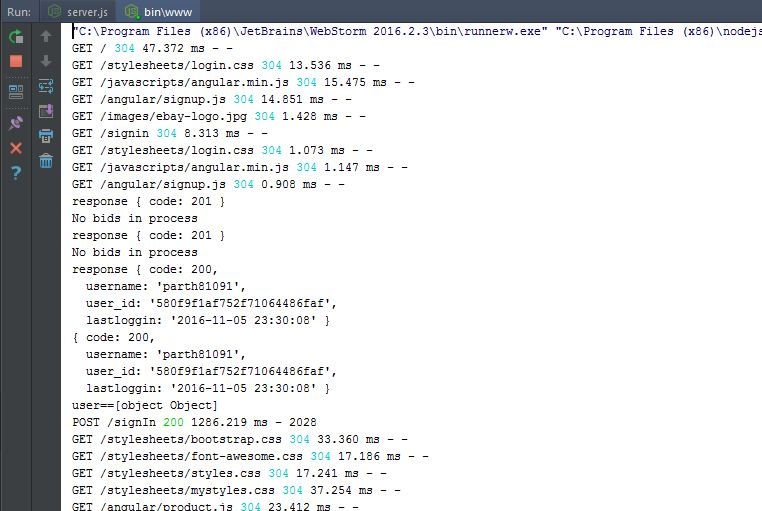 Run: server.js bin\www
"C:\Program Files (x86)\JetBrains\WebStorm 2016.2.3\bin\runnerw.exe" "C:\Program Files (x86)\nodejs
GET / 304 47.372 ms - -
GET /stylesheets/login.css 304 13.536 ms - -
GET /javascripts/angular.min.js 304 15.475 ms - -
GET /angular/signup.js 304 14.851 ms - -
GET /images/ebay-logo.jpg 304 1.428 ms - -
GET /signin 304 8.313 ms - -
GET /stylesheets/login.css 304 1.073 ms - -
GET /javascripts/angular.min.js 304 1.147 ms - -
GET /angular/signup.js 304 0.908 ms - -
response { code: 201 }
No bids in process
response { code: 201 }
No bids in process
response { code: 200,
  username: 'parth81091',
  user_id: '580f9f1af752f71064486faf',
  lastloggin: '2016-11-05 23:30:08' }
{ code: 200,
  username: 'parth81091',
  user_id: '580f9f1af752f71064486faf',
  lastloggin: '2016-11-05 23:30:08' }
user==[object Object]
POST /signIn 200 1286.219 ms - 2028
GET /stylesheets/bootstrap.css 304 33.360 ms - -
GET /stylesheets/font-awesome.css 304 17.186 ms - -
GET /stylesheets/styles.css 304 17.241 ms - -
GET /stylesheets/mystyles.css 304 37.254 ms - -
GET /angular/product.js 304 23.412 ms - -